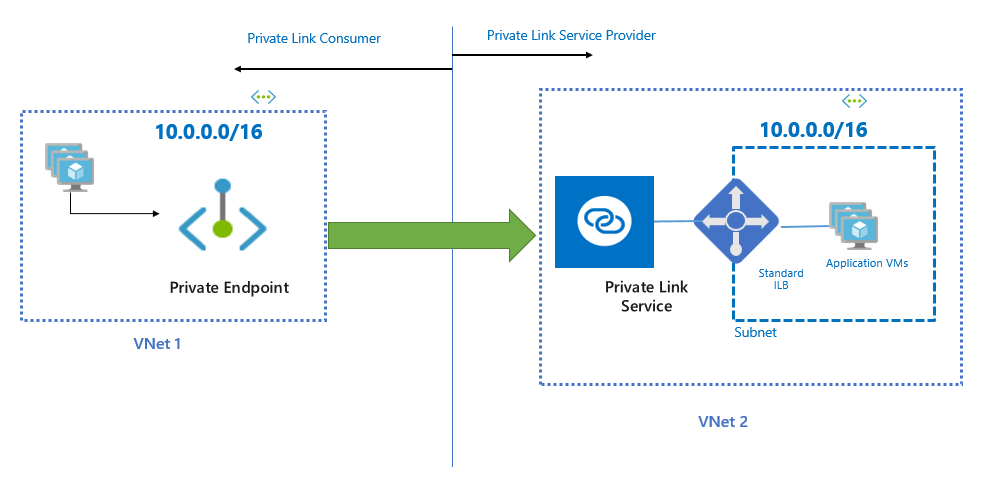 Private Link Consumer
Private Link Service Provider
10.0.0.0/16
Private Endpoint
VNet 1
10.0.0.0/16
Private Link
Service
Standard
ILB
Application VMs
Subnet
VNet 2